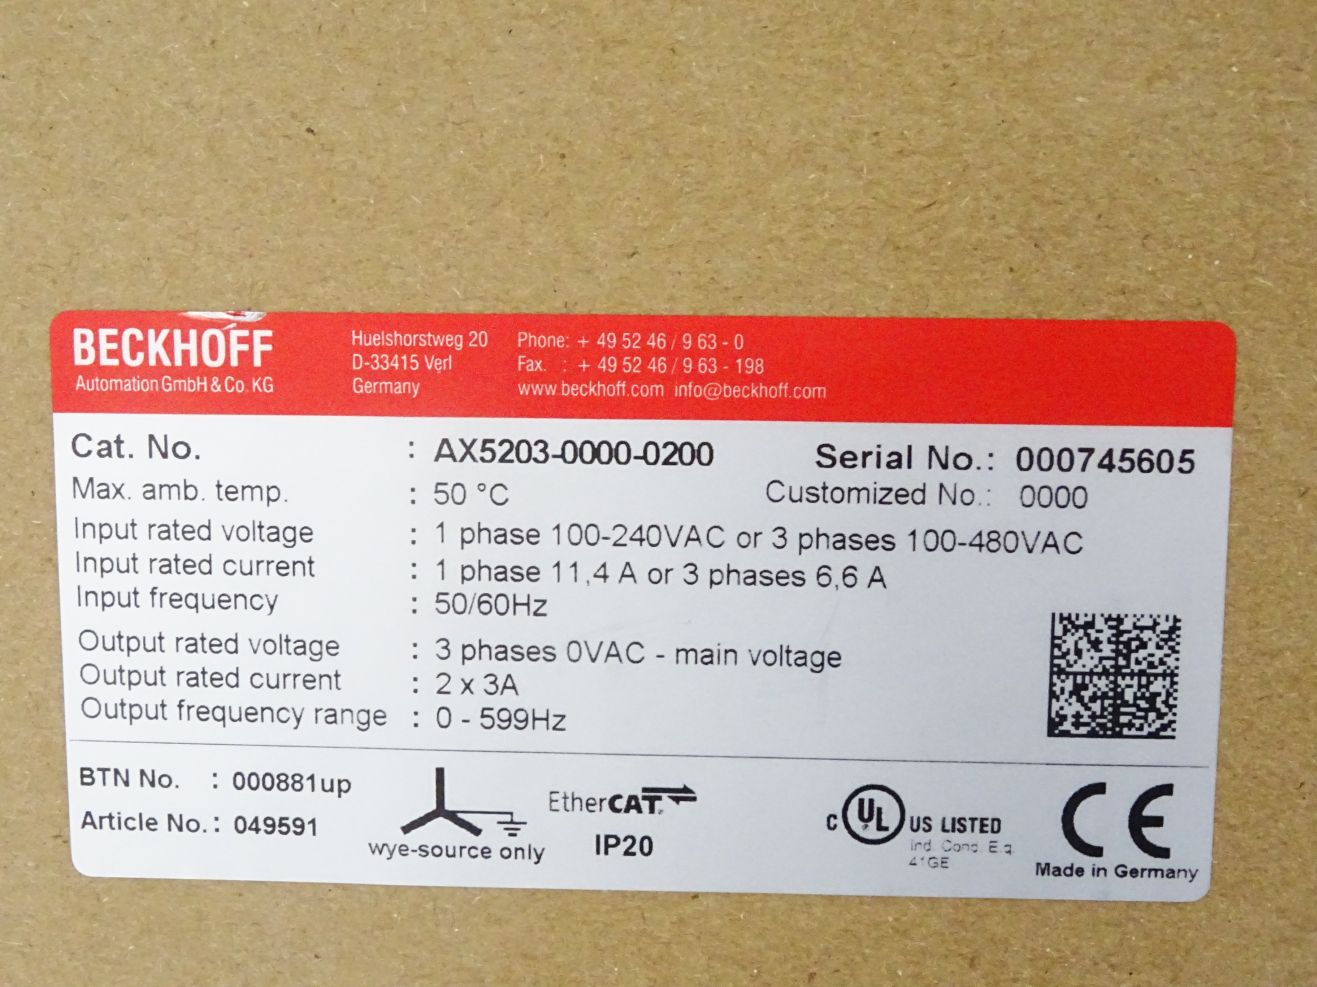 BECKHOFF
Automation GmbH & Co. KG
Huelshorstweg 20
D-33415 Verl
Germany
Phone: + 49 52 46 / 9 63 - 0
Fax. : + 49 52 46 / 9 63 - 198
www.beckhoff.com info@beckhoff.com
Cat. No. : AX5203-0000-0200 Serial No.: 000745605
Max. amb. temp. : 50 °C Customized No.: 0000
Input rated voltage : 1 phase 100-240VAC or 3 phases 100-480VAC
Input rated current : 1 phase 11,4 A or 3 phases 6,6 A
Input frequency : 50/60Hz
Output rated voltage : 3 phases 0VAC - main voltage
Output rated current : 2 x 3A
Output frequency range : 0 - 599Hz
BTN No. : 000881up
Article No.: 049591
wye-source only
EtherCAT
IP20
C UL US LISTED
Ind. Cong. Eq.
41GE
CE
Made in Germany